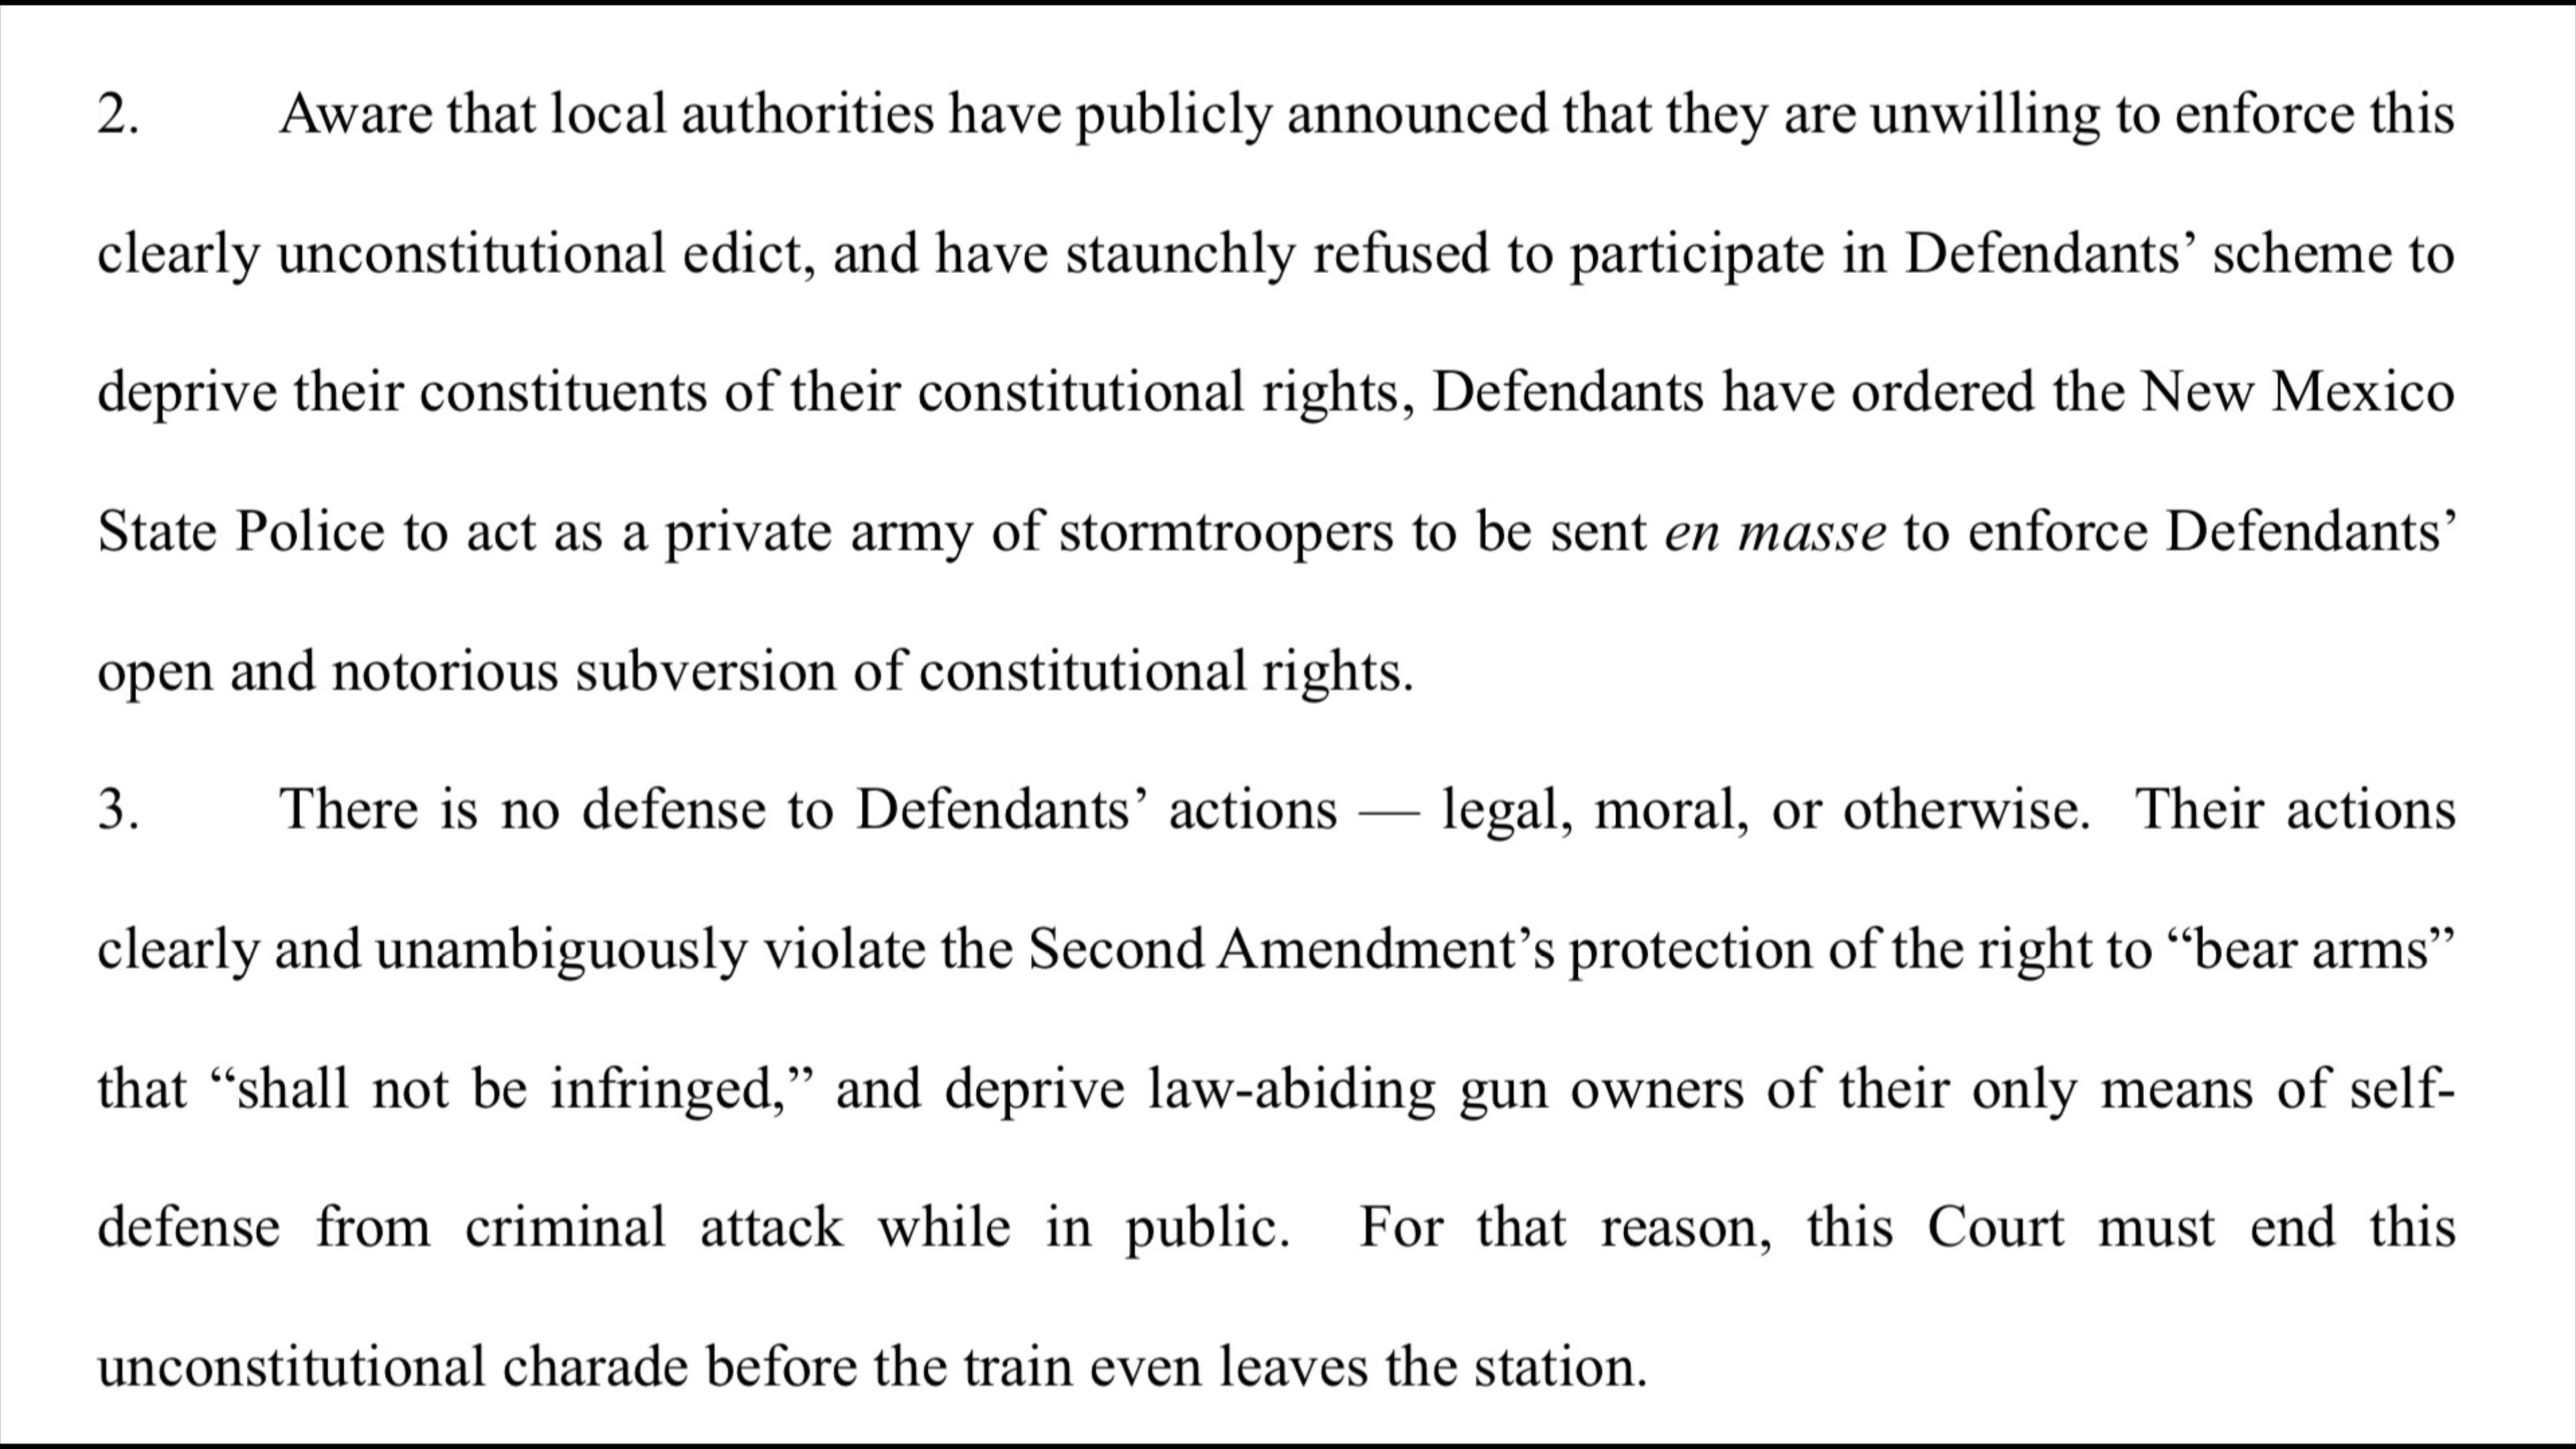 2. Aware that local authorities have publicly announced that they are unwilling to enforce this
clearly unconstitutional edict, and have staunchly refused to participate in Defendants’ scheme to
deprive their constituents of their constitutional rights, Defendants have ordered the New Mexico
State Police to act as a private army of stormtroopers to be sent en masse to enforce Defendants’
open and notorious subversion of constitutional rights.
3. There is no defense to Defendants’ actions — legal, moral, or otherwise. Their actions
clearly and unambiguously violate the Second Amendment’s protection of the right to “bear arms”
that “shall not be infringed,” and deprive law-abiding gun owners of their only means of self-
defense from criminal attack while in public. For that reason, this Court must end this
unconstitutional charade before the train even leaves the station.